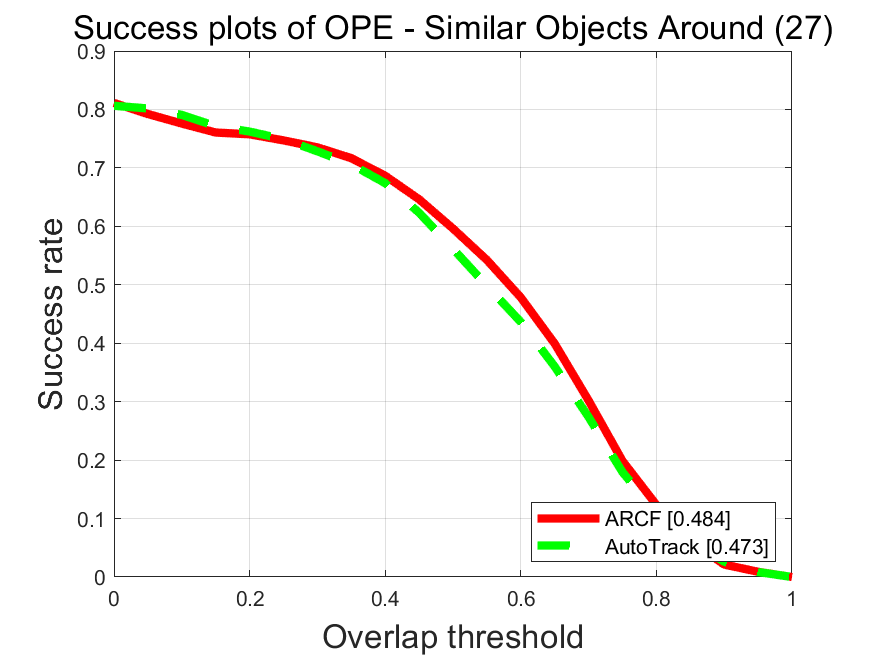 Success plots of OPE - Similar Objects Around (27)
0.9
0.8
0.7
0.6
0.5
0.4
0.3
0.2
0.1
0
Success rate
ARCF [0.484]
AutoTrack [0.473]
0 0.2 0.4 0.6 0.8 1
Overlap threshold